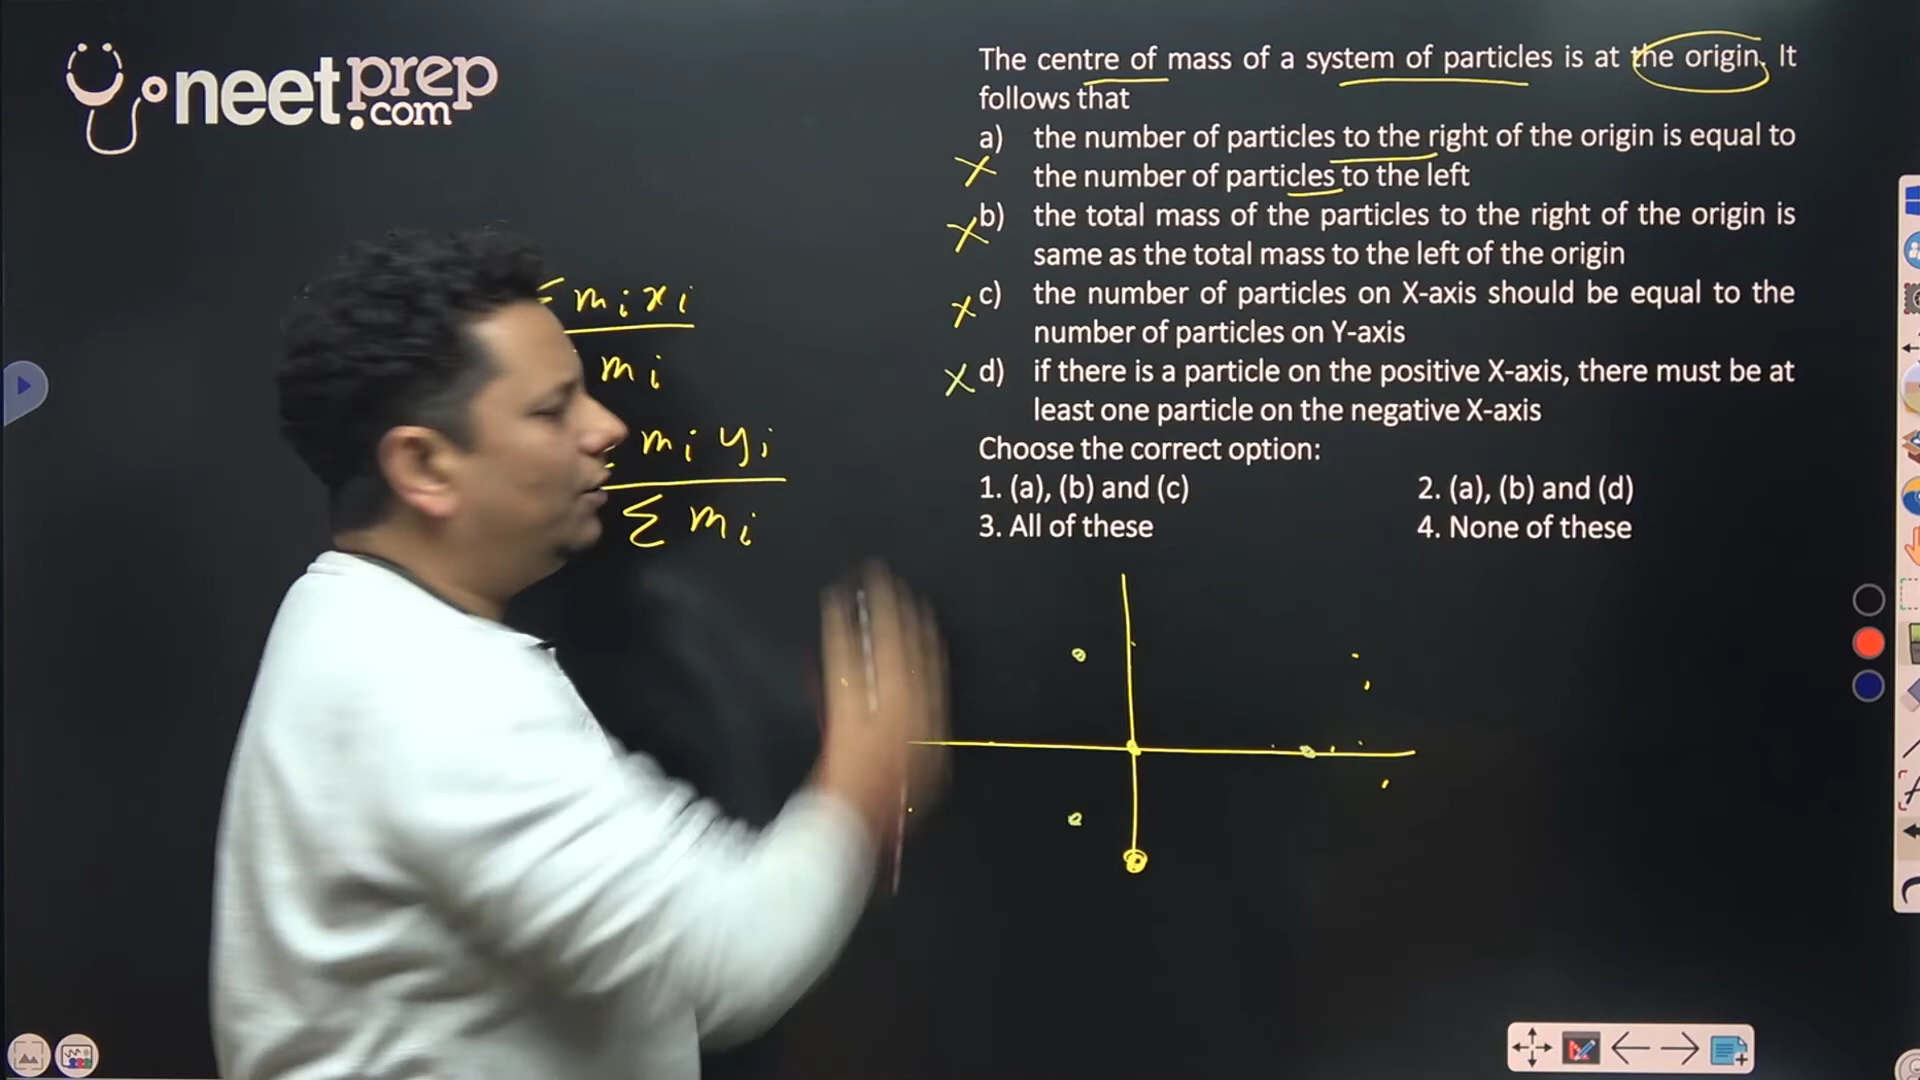 neetprep.com
The centre of mass of a system of particles is at the origin. It
follows that
a) the number of particles to the right of the origin is equal to
the number of particles to the left
b) the total mass of the particles to the right of the origin is
same as the total mass to the left of the origin
c) the number of particles on X-axis should be equal to the
number of particles on Y-axis
d) if there is a particle on the positive X-axis, there must be at
least one particle on the negative X-axis
Choose the correct option:
1. (a), (b) and (c) 2. (a), (b) and (d)
3. All of these 4. None of these
Σ mᵢ xᵢ
mᵢ
mᵢ yᵢ
Σ mᵢ